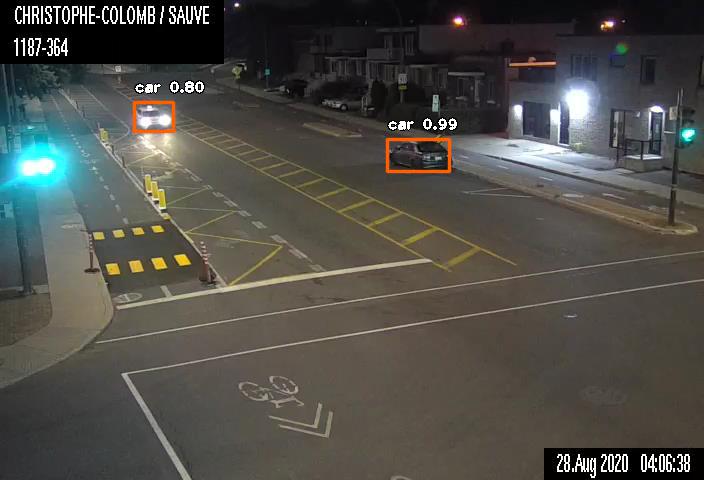 CHRISTOPHE-COLOMB / SAUVE
1187-364
car 0.80
car 0.99
28.Aug 2020 04:06:38